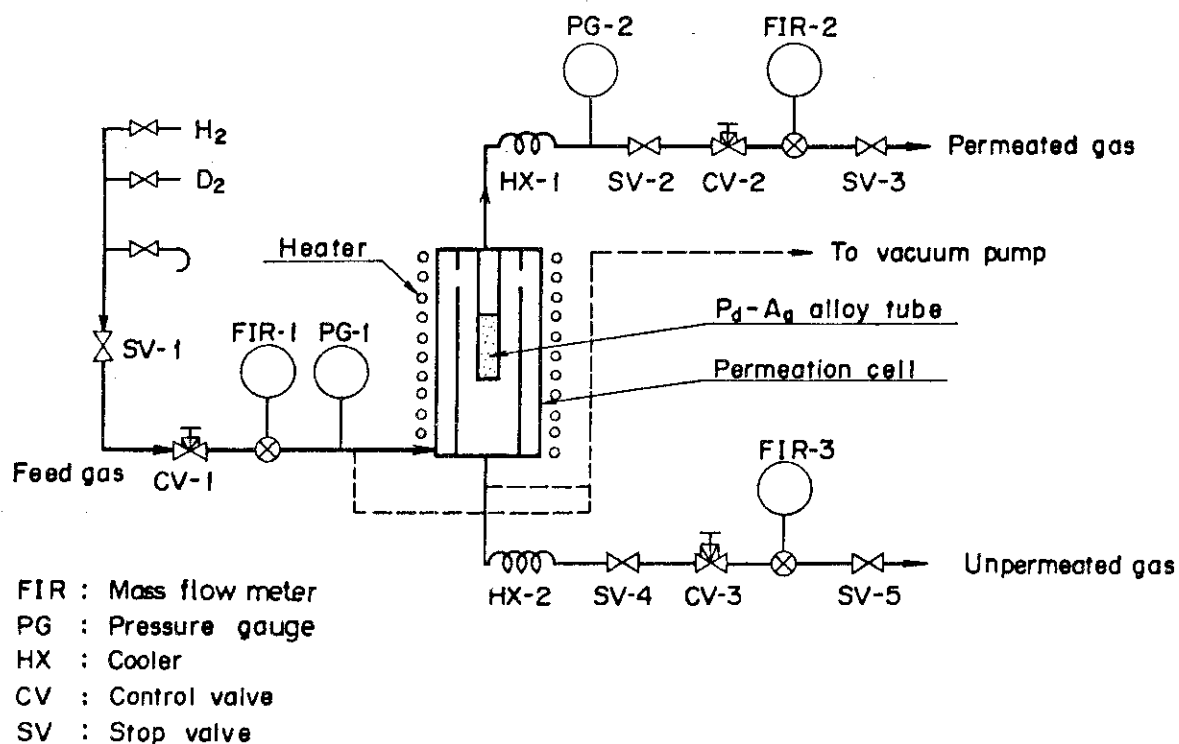 PG-2
FIR-2
H2
D2
HX-1
SV-2
CV-2
SV-3
Permeated gas
Heater
To vacuum pump
Pd-Ag alloy tube
Permeation cell
SV-1
FIR-1
PG-1
Feed gas
CV-1
FIR-3
HX-2
SV-4
CV-3
SV-5
Unpermeated gas
FIR : Mass flow meter
PG : Pressure gauge
HX : Cooler
CV : Control valve
SV : Stop valve